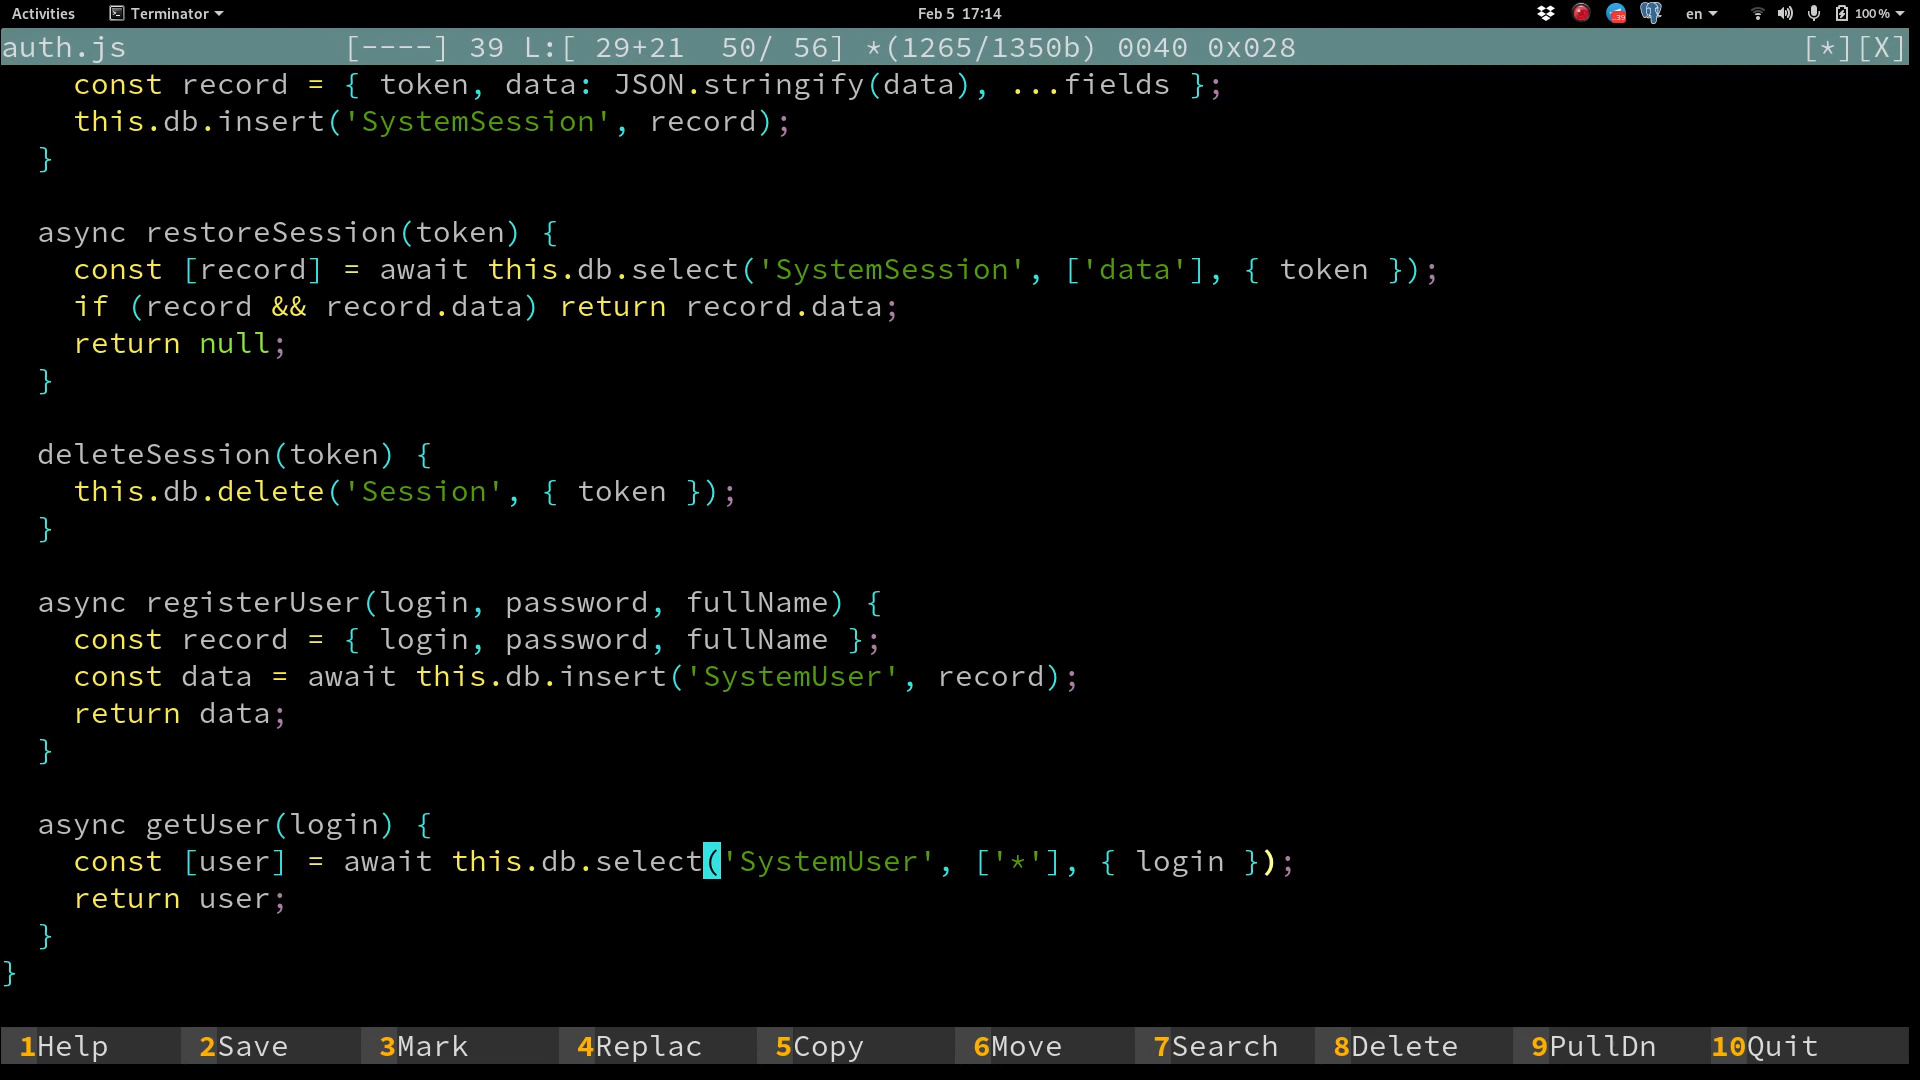 Activities Terminator Feb 5 17:14 39 en 100 %
auth.js [----] 39 L:[ 29+21 50/ 56] *(1265/1350b) 0040 0x028 [*][X]
    const record = { token, data: JSON.stringify(data), ...fields };
    this.db.insert('SystemSession', record);
  }

  async restoreSession(token) {
    const [record] = await this.db.select('SystemSession', ['data'], { token });
    if (record && record.data) return record.data;
    return null;
  }

  deleteSession(token) {
    this.db.delete('Session', { token });
  }

  async registerUser(login, password, fullName) {
    const record = { login, password, fullName };
    const data = await this.db.insert('SystemUser', record);
    return data;
  }

  async getUser(login) {
    const [user] = await this.db.select('SystemUser', ['*'], { login });
    return user;
  }
}
1Help 2Save 3Mark 4Replac 5Copy 6Move 7Search 8Delete 9PullDn 10Quit